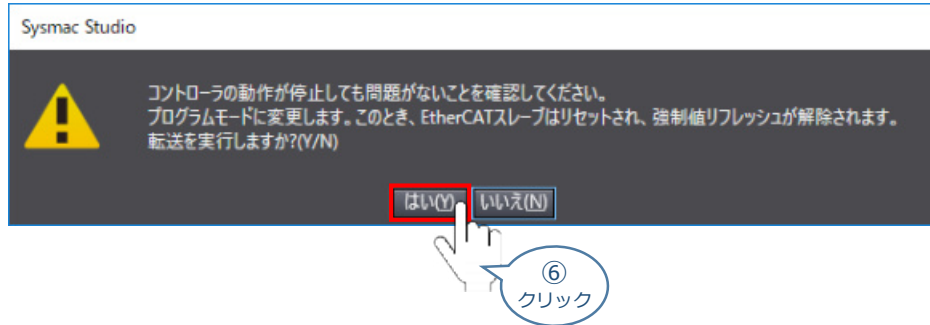 Sysmac Studio
コントローラの動作が停止しても問題がないことを確認してください。
プログラムモードに変更します。このとき、EtherCATスレーブはリセットされ、強制値リフレッシュが解除されます。
転送を実行しますか?(Y/N)
はい(Y) いいえ(N)
⑥
クリック